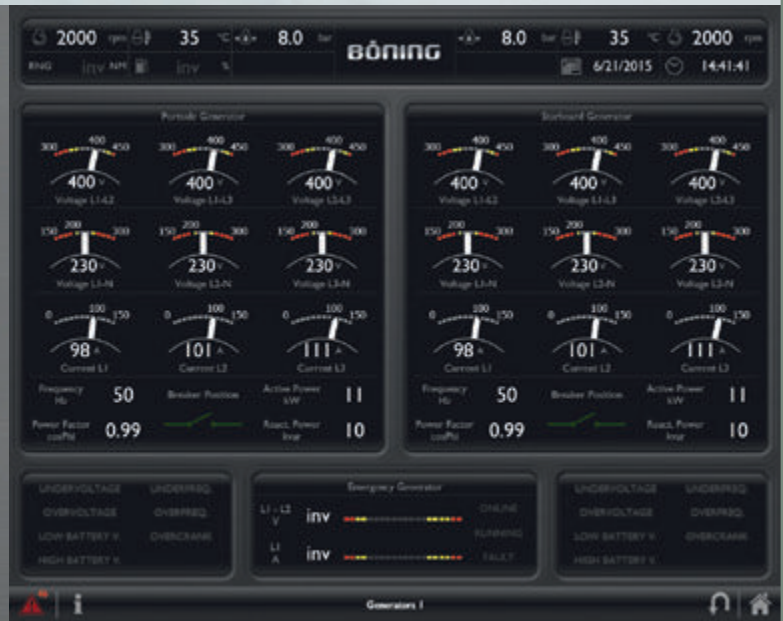 2000 rpm 35 °C 8.0 bar
BÖNING
8.0 bar 35 °C 2000 rpm
RNG inv NM inv %
6/21/2015 14:41:41
Portside Generator
Starboard Generator
300 400 450 300 400 450 300 400 450
300 400 450 300 400 450 300 400 450
400 V 400 V 400 V
400 V 400 V 400 V
Voltage L1-L2 Voltage L1-L3 Voltage L2-L3
Voltage L1-L2 Voltage L1-L3 Voltage L2-L3
150 200 300 150 200 300 150 200 300
150 200 300 150 200 300 150 200 300
230 V 230 V 230 V
230 V 230 V 230 V
Voltage L1-N Voltage L2-N Voltage L3-N
Voltage L1-N Voltage L2-N Voltage L3-N
0 100 150 0 100 150 0 100 150
0 100 150 0 100 150 0 100 150
98 A 101 A 111 A
98 A 101 A 111 A
Current L1 Current L2 Current L3
Current L1 Current L2 Current L3
Frequency Hz 50 Breaker Position Active Power kW 11
Frequency Hz 50 Breaker Position Active Power kW 11
Power Factor cosPhi 0.99 React. Power kvar 10
Power Factor cosPhi 0.99 React. Power kvar 10
UNDERVOLTAGE UNDERFREQ.
OVERVOLTAGE OVERFREQ.
LOW BATTERY V. OVERCRANK
HIGH BATTERY V.
Emergency Generator
L1 - L2 V inv ONLINE
RUNNING
L1 A inv FAULT
UNDERVOLTAGE UNDERFREQ.
OVERVOLTAGE OVERFREQ.
LOW BATTERY V. OVERCRANK
HIGH BATTERY V.
i Generators 1